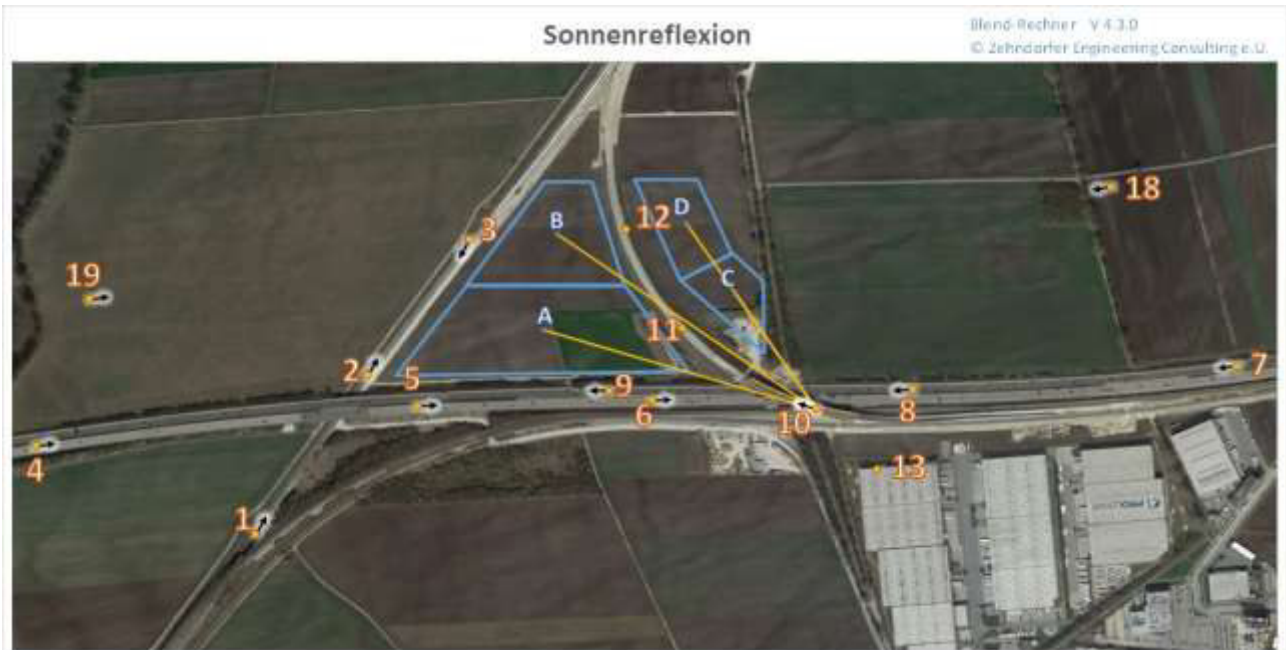 Sonnenreflexion
Blend-Rechner V 4.3.0
© Zehndorfer Engineering Consulting e.U.
18
12
D
B
3
19
C
11
A
7
2
5
9
8
6
10
4
13
1